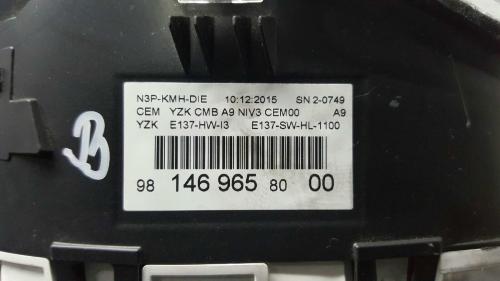 N3P-KMH-DIE 10:12:2015 SN 2-0749
CEM YZK CMB A9 NIV3 CEM00 A9
YZK E137-HW-I3 E137-SW-HL-1100
98 146 965 80 00
B